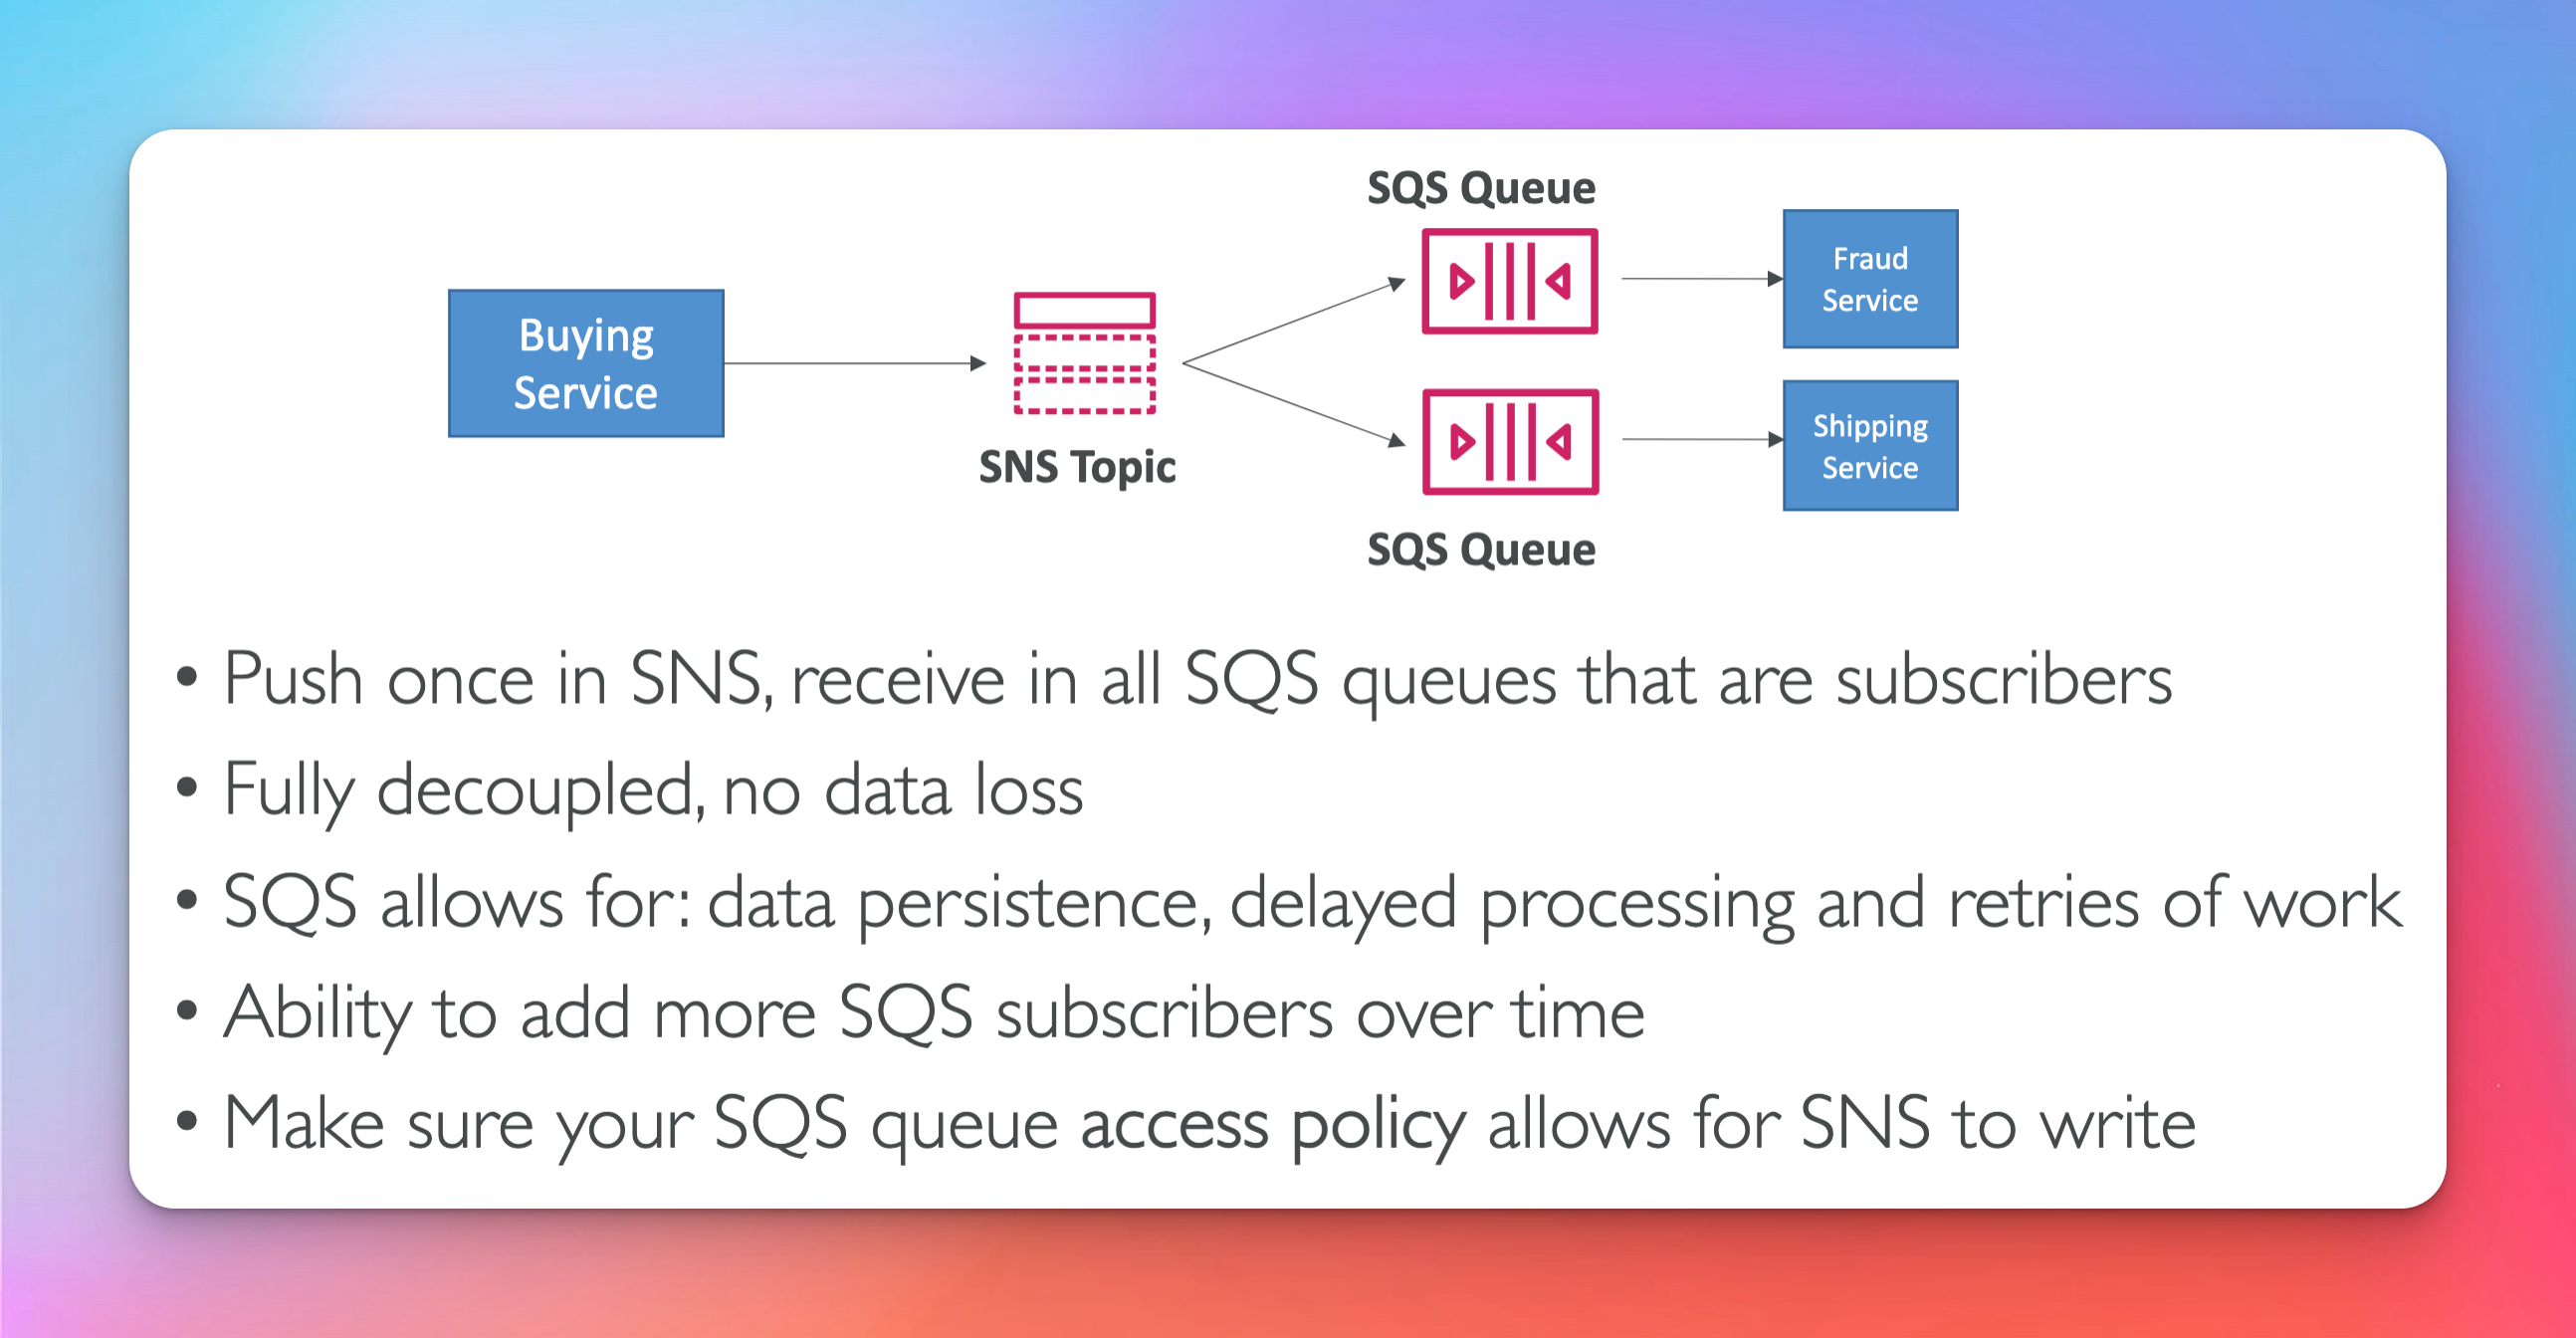 SQS Queue
Buying
Service
SNS Topic
Fraud
Service
Shipping
Service
SQS Queue
• Push once in SNS, receive in all SQS queues that are subscribers
• Fully decoupled, no data loss
• SQS allows for: data persistence, delayed processing and retries of work
• Ability to add more SQS subscribers over time
• Make sure your SQS queue access policy allows for SNS to write